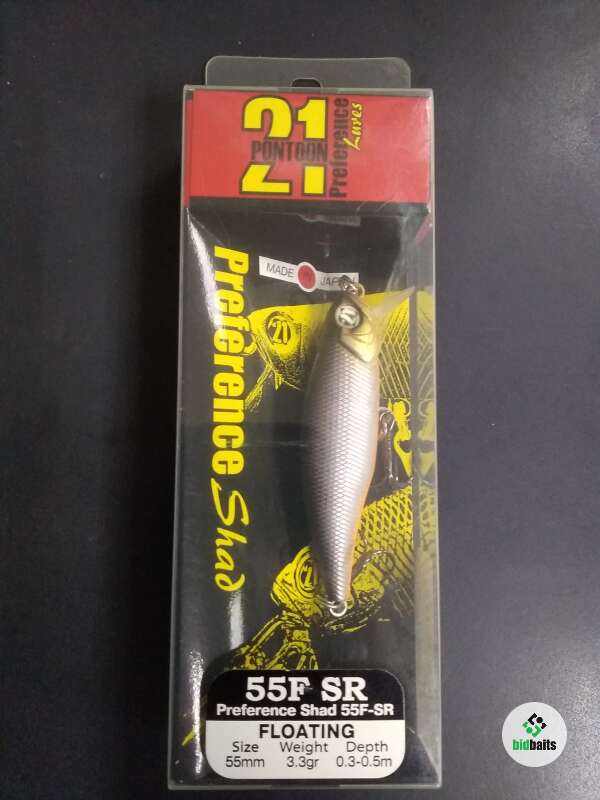 21
PONTOON
Preference
Lures
MADE JAPAN
Preference
Shad
21
21
55F SR
Preference Shad 55F-SR
FLOATING
Size Weight Depth
55mm 3.3gr 0.3-0.5m
bidbaits